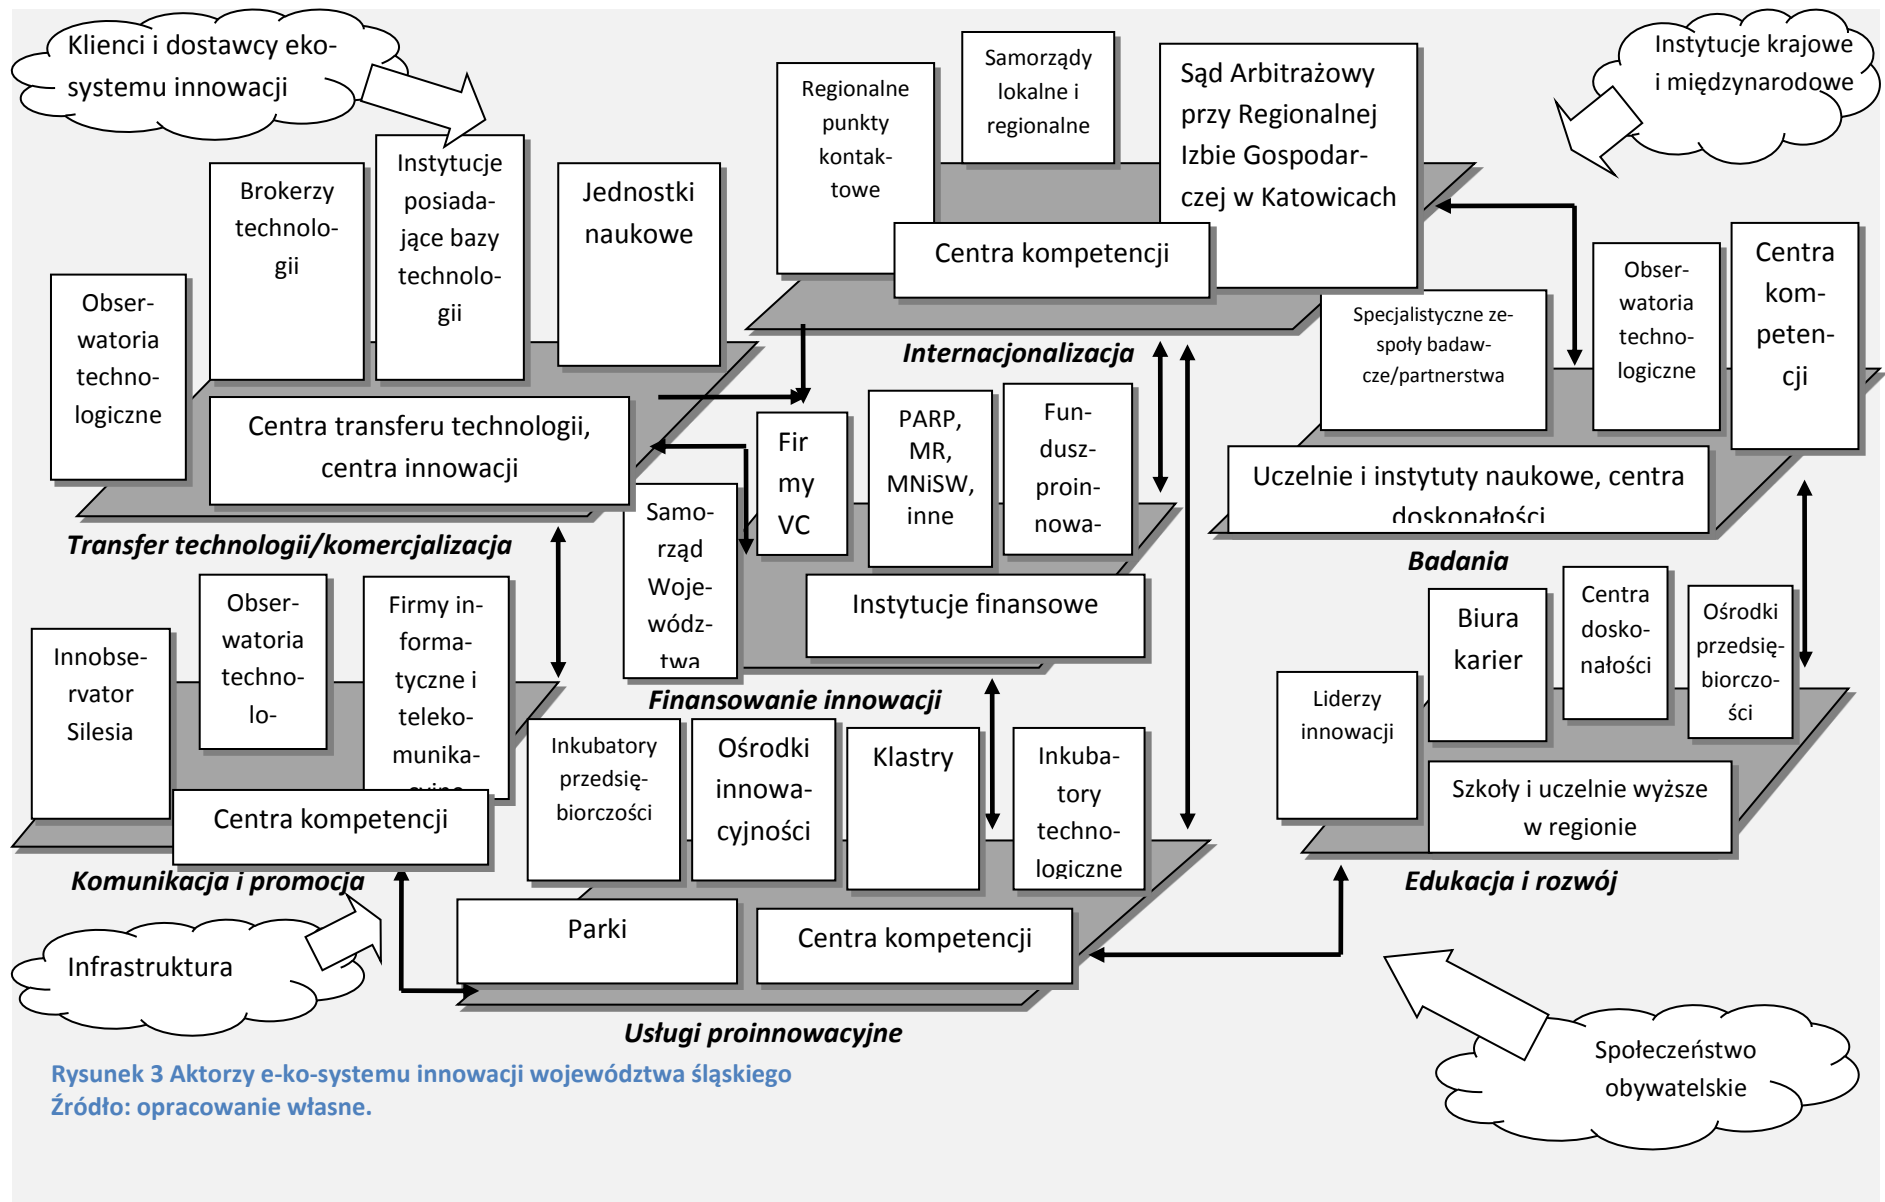 Klienci i dostawcy eko-
systemu innowacji
Instytucje krajowe
i międzynarodowe
Regionalne
punkty
kontak-
towe
Samorządy
lokalne i
regionalne
Sąd Arbitrażowy
przy Regionalnej
Izbie Gospodar-
czej w Katowicach
Centra kompetencji
Internacjonalizacja
Obser-
watoria
techno-
logiczne
Brokerzy
technolo-
gii
Instytucje
posiada-
jące bazy
technolo-
gii
Jednostki
naukowe
Centra transferu technologii,
centra innowacji
Transfer technologii/komercjalizacja
Specjalistyczne ze-
społy badaw-
cze/partnerstwa
Obser-
watoria
techno-
logiczne
Centra
kom-
peten-
cji
Uczelnie i instytuty naukowe, centra
doskonałości
Badania
Samo-
rząd
Woje-
wódz-
twa
Fir
my
VC
PARP,
MR,
MNiSW,
inne
Fun-
dusz-
proin-
nowa-
Instytucje finansowe
Finansowanie innowacji
Innobse-
rvator
Silesia
Obser-
watoria
techno-
lo-
Firmy in-
forma-
tyczne i
teleko-
munika-
cyjne
Centra kompetencji
Komunikacja i promocja
Inkubatory
przedsię-
biorczości
Ośrodki
innowa-
cyjności
Klastry
Inkuba-
tory
techno-
logiczne
Parki
Centra kompetencji
Usługi proinnowacyjne
Liderzy
innowacji
Biura
karier
Centra
dosko-
nałości
Ośrodki
przedsię-
biorczo-
ści
Szkoły i uczelnie wyższe
w regionie
Edukacja i rozwój
Infrastruktura
Społeczeństwo
obywatelskie
Rysunek 3 Aktorzy e-ko-systemu innowacji województwa śląskiego
Źródło: opracowanie własne.